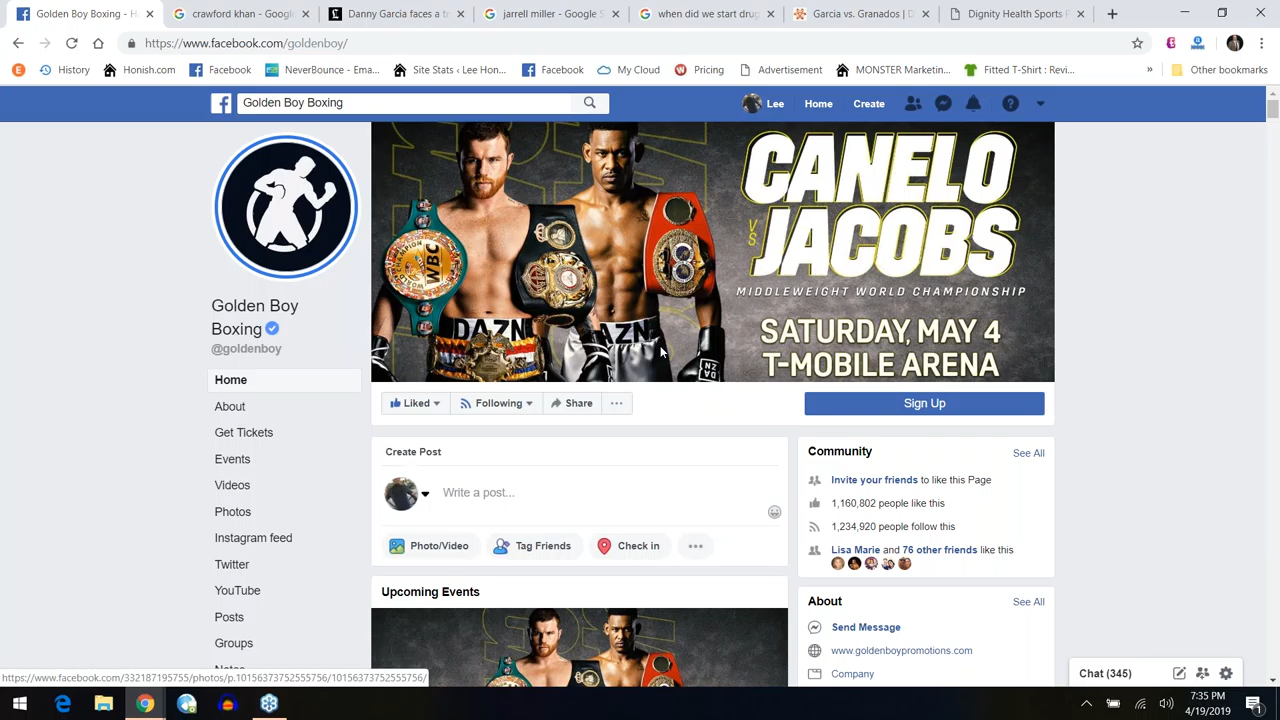 Golden Boy Boxing - H
crawford khan - Google
Danny Garcia faces a tr
jarrell miller - Google S
when did we start drug
Garcia vs. Granados | D
Dignity Health Sports P
https://www.facebook.com/goldenboy/
History
Honish.com
Facebook
NeverBounce - Ema...
Site Stats ‹ Lee Hon...
Facebook
My Cloud
Pricing
Advertisement
MONSTER Marketin...
Fitted T-Shirt : Revi...
»
Other bookmarks
Golden Boy Boxing
Lee
Home
Create
CANELO
VS
JACOBS
MIDDLEWEIGHT WORLD CHAMPIONSHIP
SATURDAY, MAY 4
T-MOBILE ARENA
WBC
DAZN
AZN
Golden Boy
Boxing
@goldenboy
Home
About
Get Tickets
Events
Videos
Photos
Instagram feed
Twitter
YouTube
Posts
Groups
Liked
Following
Share
Sign Up
Create Post
Write a post...
Photo/Video
Tag Friends
Check in
Upcoming Events
Community
See All
Invite your friends to like this Page
1,160,802 people like this
1,234,920 people follow this
Lisa Marie and 76 other friends like this
About
See All
Send Message
www.goldenboypromotions.com
Company
Chat (345)
https://www.facebook.com/332187195755/photos/p.10156373752555756/10156373752555756/
7:35 PM
4/19/2019